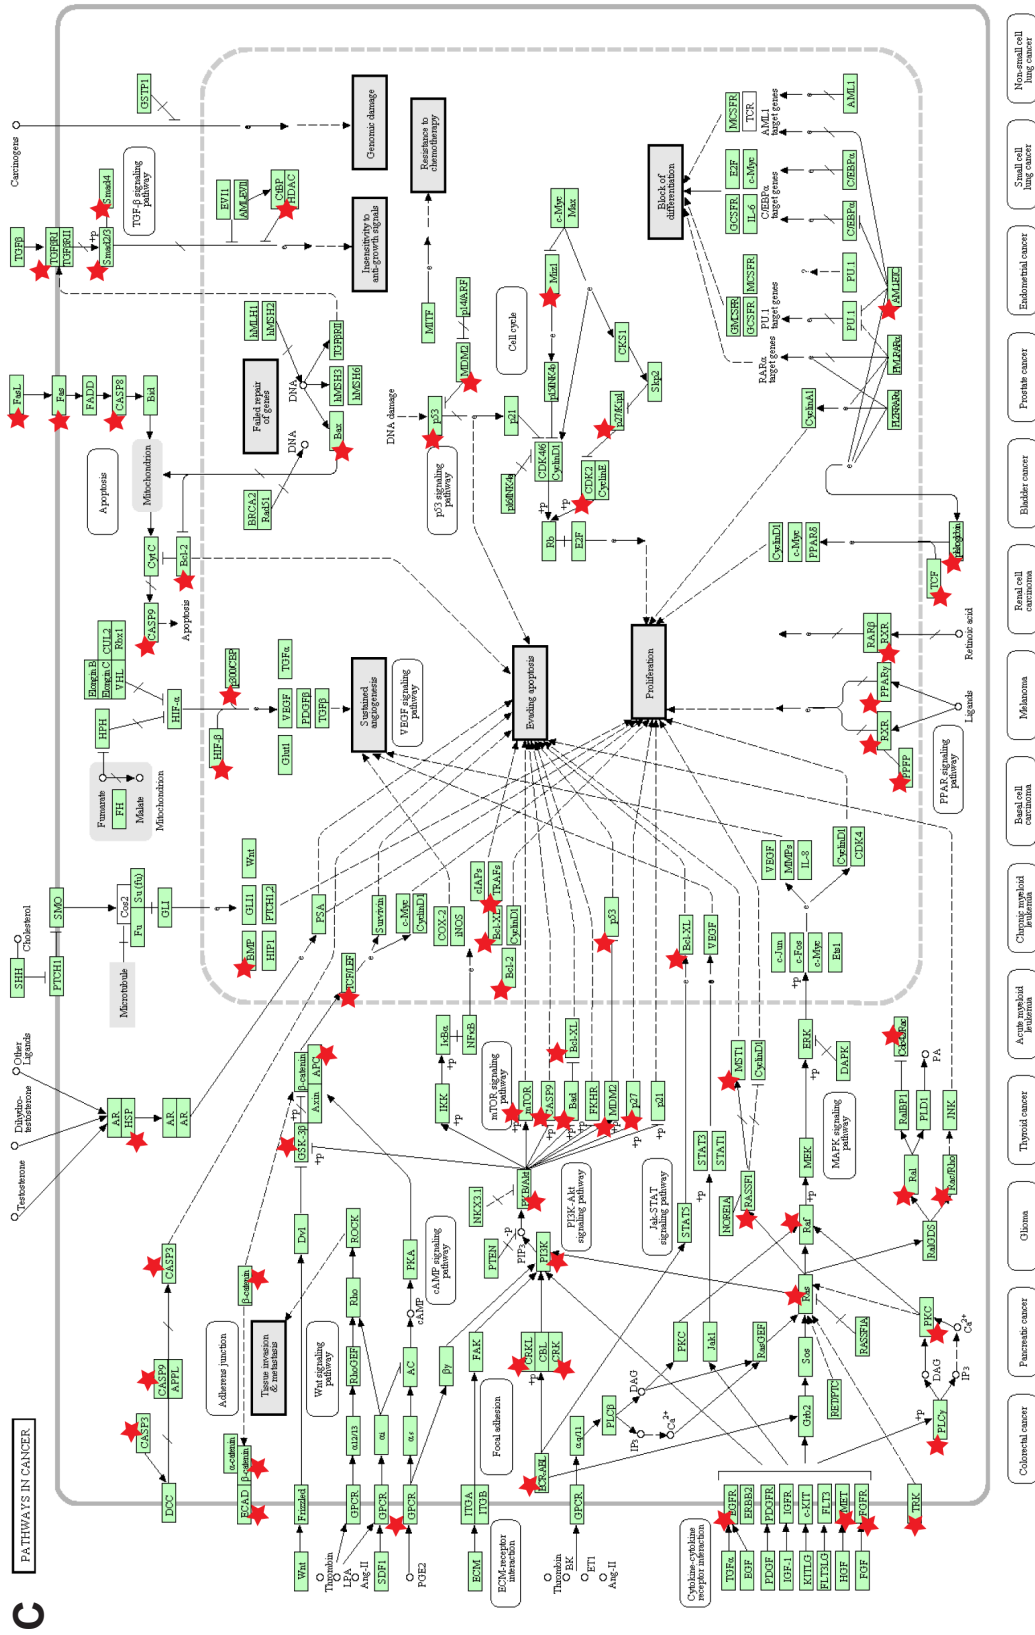 C
PATHWAYS IN CANCER
Colorectal cancer
Pancreatic cancer
Glioma
Thyroid cancer
Acute myeloid
leukemia
Chronic myeloid
leukemia
Basal cell
carcinoma
Melanoma
Renal cell
carcinoma
Bladder cancer
Prostate cancer
Endometrial cancer
Small cell
lung cancer
Non-small cell
lung cancer
DCC
CASP3
CASP9
APPL
CASP3
Testosterone
Dihydro-
testosterone
Other
Ligands
AR
HSP
AR
AR
SHH
Cholesterol
PTCH1
SMO
Microtubule
Cos2
Fu
Su (fu)
GLI
GLI1
PTCH1,2
BMP
HIP1
Wnt
PSA
Fumarate
FH
Malate
Mitochondrion
HPH
Elongin B
Elongin C
CUL2
VHL
Rbx1
HIF-α
HIF-β
p300/CBP
Glut1
VEGF
PDGFβ
TGFβ
TGFα
Sustained
angiogenesis
VEGF signaling
pathway
FasL
Fas
FADD
CASP8
Bid
Mitochondrion
Cyt C
Bcl-2
CASP9
Apoptosis
Apoptosis
TGFβ
TGFβRI
TGFβRII
+p
Smad2/3
Smad4
TGF-β signaling
pathway
Carcinogens
GSTP1
EVI1
AML-EVI1
CtBP
HDAC
Genomic damage
Insensitivity to
anti-growth signals
Resistance to
chemotherapy
hMLH1
hMSH2
hMSH3
hMSH6
TGFβRII
Failed repair
of genes
DNA
DNA
Bax
BRCA2
Rad51
MITF
p14/ARF
MDM2
p53
DNA damage
p53 signaling
pathway
p21
Cell cycle
c-Myc
Max
Miz1
p15INK4b
p16INK4a
CDK4/6
CyclinD1
CKS1
Skp2
p27/Kip1
CDK2
CyclinE
+p
+p
Rb
E2F
Evading apoptosis
Proliferation
Block of
differentiation
ECAD
α-catenin
β-catenin
β-catenin
Adherens junction
Tissue invasion
& metastasis
Wnt signaling
pathway
Wnt
Frizzled
Dvl
GSK-3β
+p
+p
Axin
β-catenin
APC
TCF/LEF
Survivin
c-Myc
CyclinD1
Thrombin
LPA
Ang-II
SDF1
PGE2
GPCR
GPCR
GPCR
α12/13
αi
αs
RhoGEF
Rho
ROCK
AC
cAMP
PKA
βγ
cAMP signaling
pathway
COX-2
iNOS
IKK
+p
IκBα
NFκB
cIAPs
TRAFs
Bcl-XL
CyclinD1
Bcl-2
ECM
ITGA
ITGB
FAK
ECM-receptor
interaction
Focal adhesion
PTEN
NKX3.1
PIP3
-p
PI3K
PKB/Akt
PI3K-Akt
signaling pathway
mTOR signaling
pathway
mTOR
+p
CASP9
+p
Bad
+p
FKHR
+p
MDM2
+p
p27
+p
p21
+p
Bcl-XL
p53
BCR-ABL
CRKL
CBL
CRK
+p
Thrombin
BK
ET1
Ang-II
GPCR
αq/11
PLCβ
DAG
IP3
Ca2+
PKC
RasGEF
Jak1
Jak-STAT
signaling pathway
STAT5
STAT3
STAT1
+p
+p
Bcl-XL
VEGF
Cytokine-cytokine
receptor interaction
TGFα
EGF
PDGF
IGF-1
KITLG
FLT3LG
HGF
FGF
EGFR
ERBB2
PDGFR
IGFR
c-KIT
FLT3
MET
FGFR
TRK
RET/PTC
Grb2
Sos
Ras
Raf
+p
MEK
+p
ERK
+p
DAPK
MAPK signaling
pathway
NORE1A
RASSF1
MST1
CyclinD1
c-Jun
c-Fos
c-Myc
Ets1
VEGF
MMPs
IL-8
CyclinD1
CDK4
RASSF1A
PLCγ
+p
DAG
IP3
Ca2+
PKC
RalGDS
Ral
RalBP1
Cdc42/Rac
PLD1
PA
Rac/Rho
JNK
PPAR signaling
pathway
PPFP
RXR
PPARγ
Ligands
RARβ
RXR
Retinoic acid
TCF
plakoglobin
CyclinD1
c-Myc
PPARδ
CyclinA1
PLZF-RARα
PML-RARα
AML1-ETO
RARα
target genes
PU.1
PU.1
?
PU.1
target genes
GMCSFR
GCSFR
MCSFR
C/EBPα
C/EBPα
C/EBPα
target genes
GCSFR
IL-6
E2F
c-Myc
AML1
AML1
target genes
MCSFR
TCR